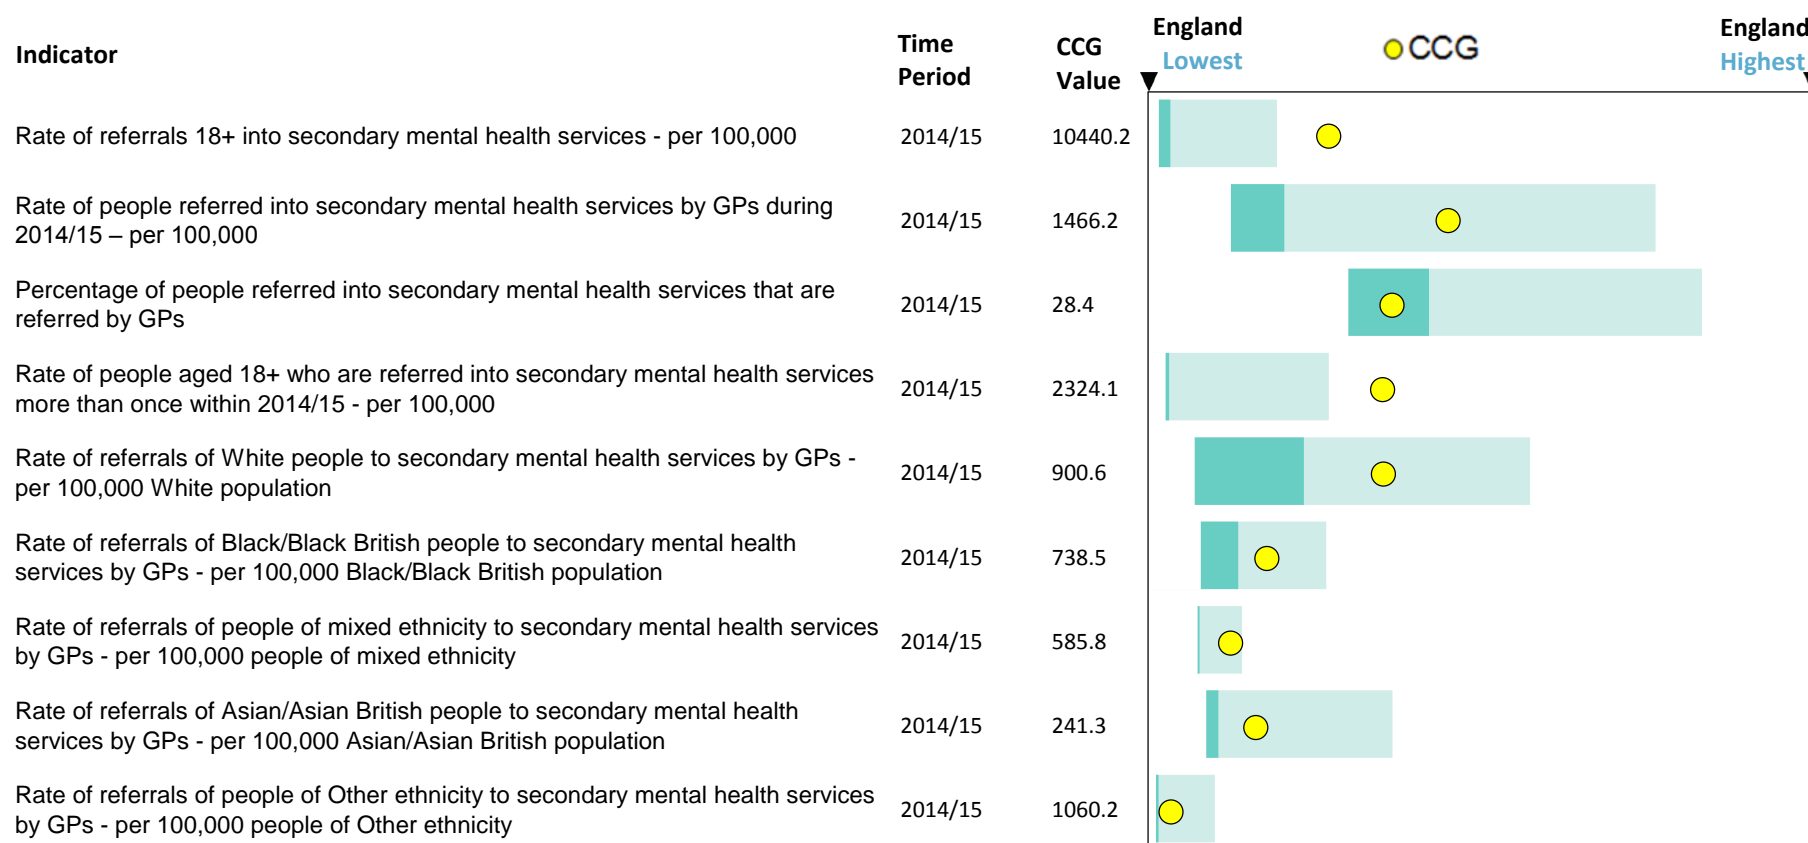 Indicator
Time
Period
CCG
Value
England
Lowest
CCG
England
Highest
Rate of referrals 18+ into secondary mental health services - per 100,000
2014/15
10440.2
Rate of people referred into secondary mental health services by GPs during
2014/15 – per 100,000
2014/15
1466.2
Percentage of people referred into secondary mental health services that are
referred by GPs
2014/15
28.4
Rate of people aged 18+ who are referred into secondary mental health services
more than once within 2014/15 - per 100,000
2014/15
2324.1
Rate of referrals of White people to secondary mental health services by GPs -
per 100,000 White population
2014/15
900.6
Rate of referrals of Black/Black British people to secondary mental health
services by GPs - per 100,000 Black/Black British population
2014/15
738.5
Rate of referrals of people of mixed ethnicity to secondary mental health services
by GPs - per 100,000 people of mixed ethnicity
2014/15
585.8
Rate of referrals of Asian/Asian British people to secondary mental health
services by GPs - per 100,000 Asian/Asian British population
2014/15
241.3
Rate of referrals of people of Other ethnicity to secondary mental health services
by GPs - per 100,000 people of Other ethnicity
2014/15
1060.2